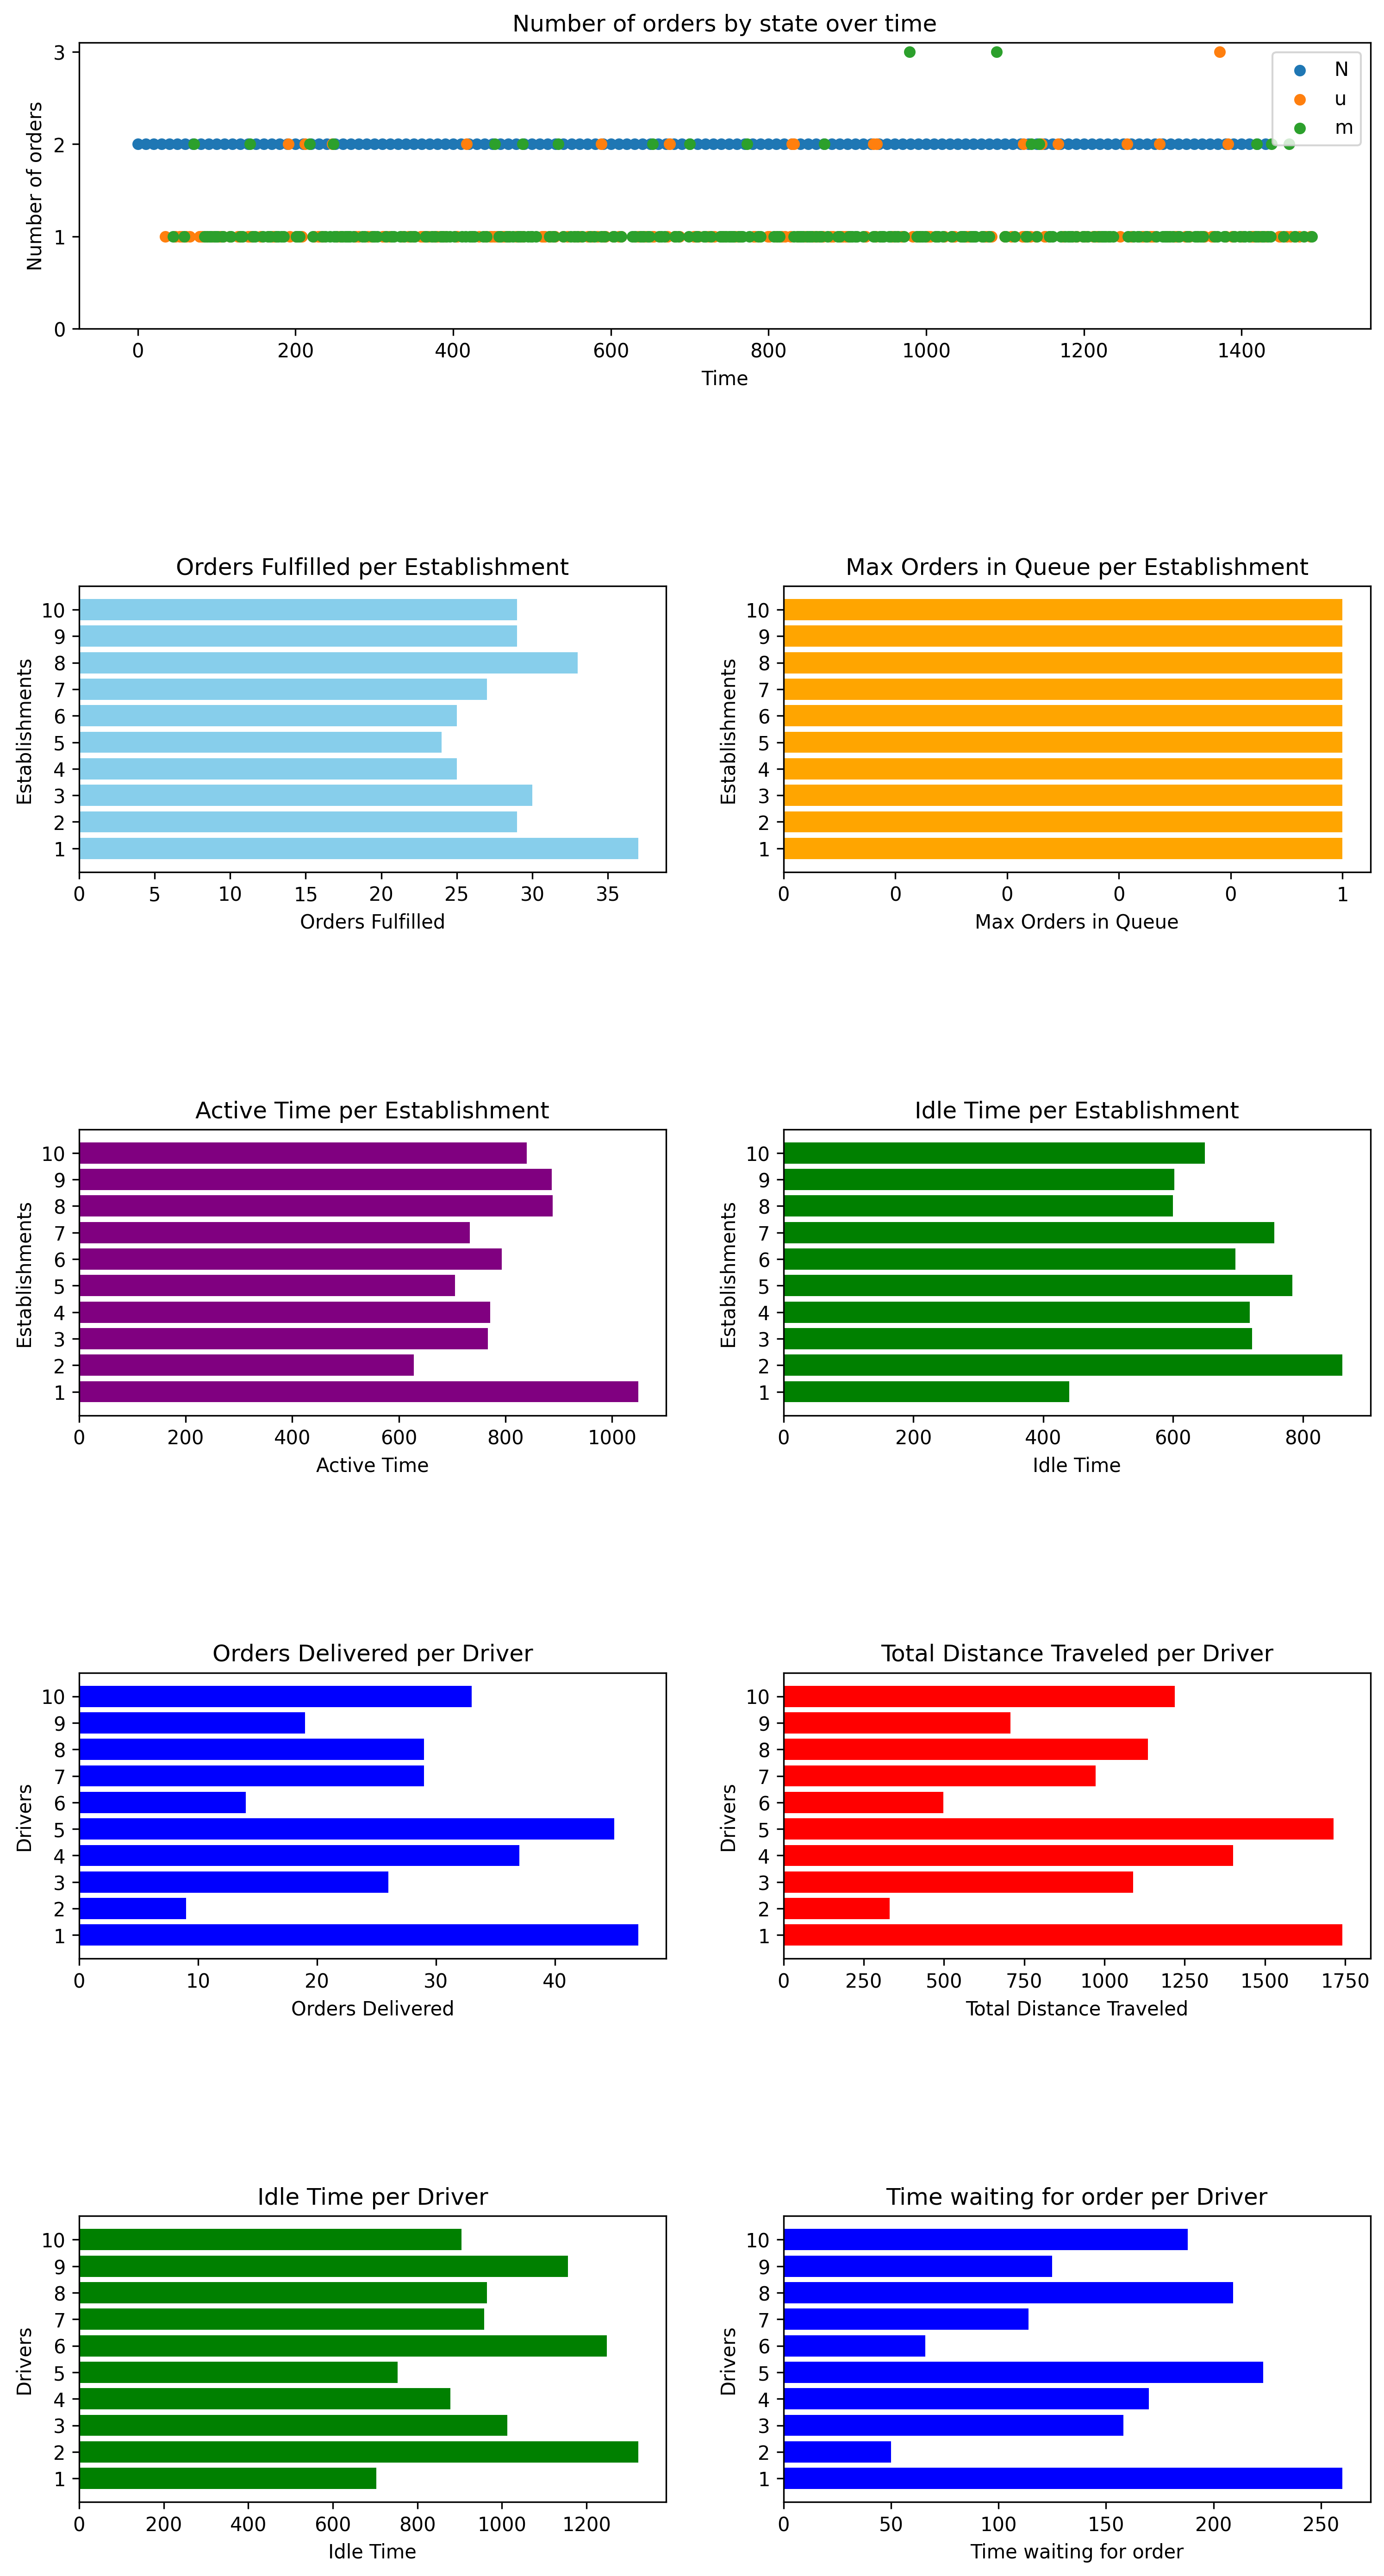 Number of orders by state over time
Number of orders
3
2
1
0
N
u
m
0 200 400 600 800 1000 1200 1400
Time
Orders Fulfilled per Establishment
Establishments
10
9
8
7
6
5
4
3
2
1
0 5 10 15 20 25 30 35
Orders Fulfilled
Max Orders in Queue per Establishment
Establishments
10
9
8
7
6
5
4
3
2
1
0 0 0 0 0 1
Max Orders in Queue
Active Time per Establishment
Establishments
10
9
8
7
6
5
4
3
2
1
0 200 400 600 800 1000
Active Time
Idle Time per Establishment
Establishments
10
9
8
7
6
5
4
3
2
1
0 200 400 600 800
Idle Time
Orders Delivered per Driver
Drivers
10
9
8
7
6
5
4
3
2
1
0 10 20 30 40
Orders Delivered
Total Distance Traveled per Driver
Drivers
10
9
8
7
6
5
4
3
2
1
0 250 500 750 1000 1250 1500 1750
Total Distance Traveled
Idle Time per Driver
Drivers
10
9
8
7
6
5
4
3
2
1
0 200 400 600 800 1000 1200
Idle Time
Time waiting for order per Driver
Drivers
10
9
8
7
6
5
4
3
2
1
0 50 100 150 200 250
Time waiting for order